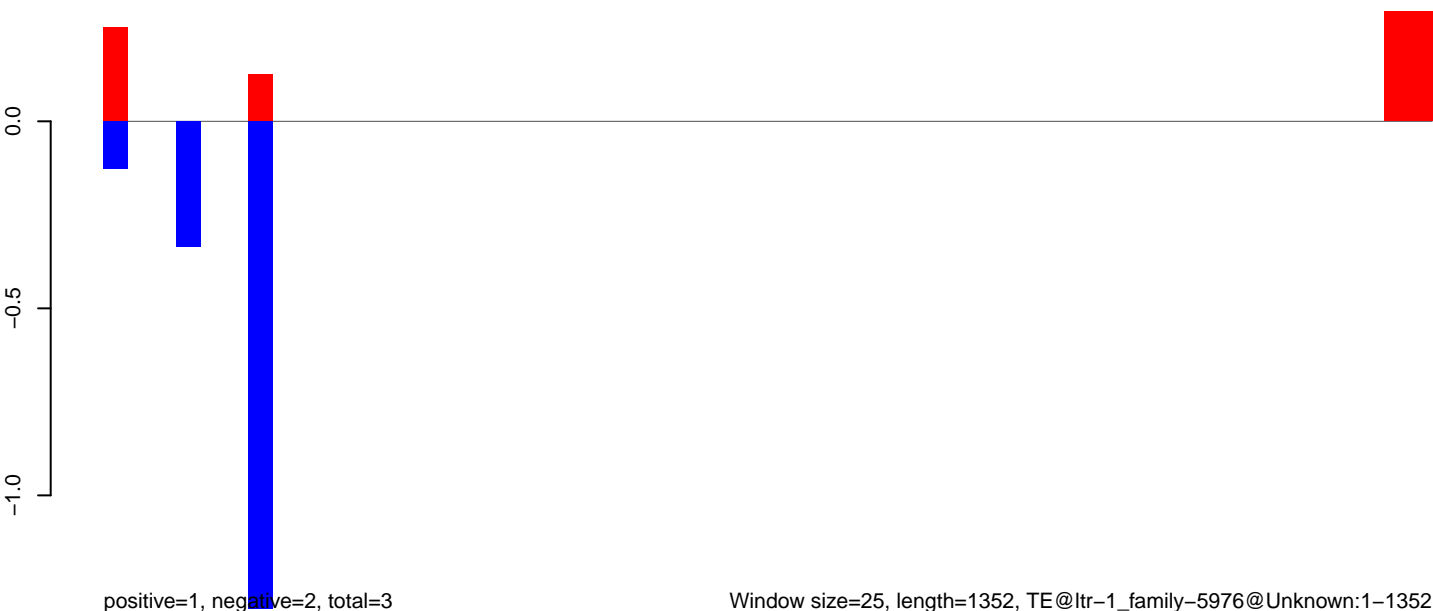 0.0
−0.5
−1.0
positive=1, negative=2, total=3
Window size=25, length=1352, TE@ltr−1_family−5976@Unknown:1−1352